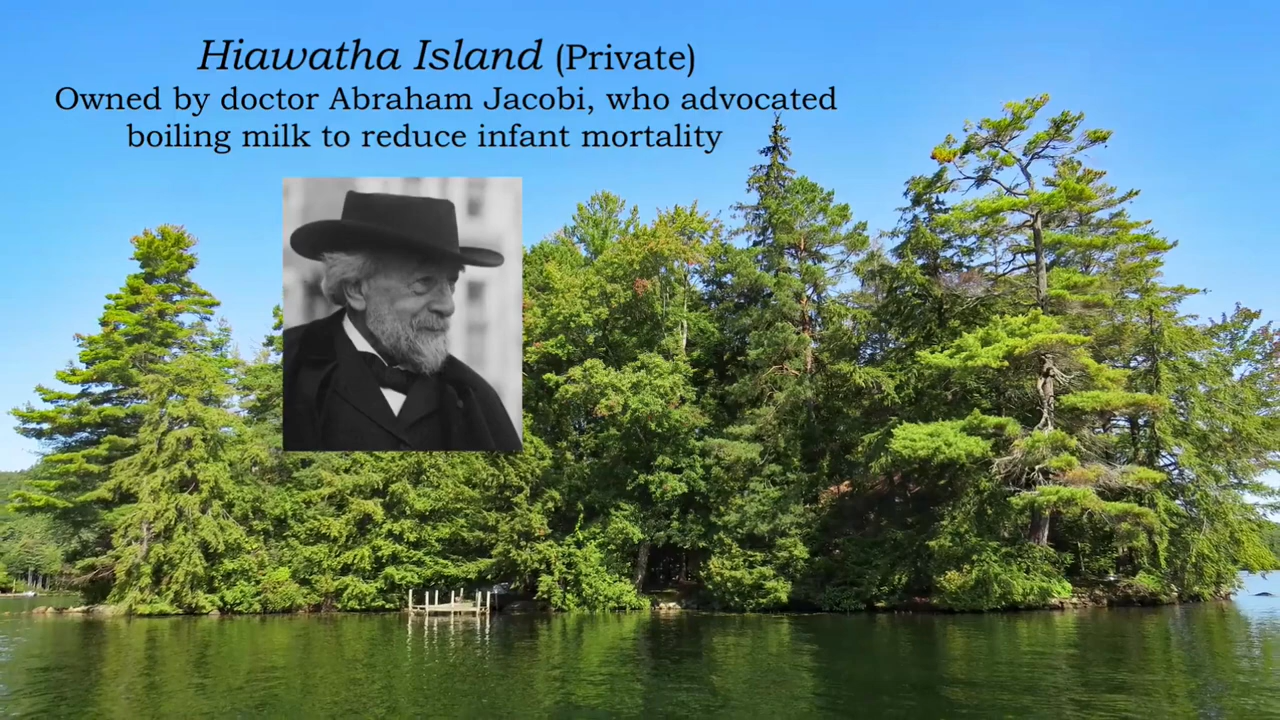 Hiawatha Island (Private)
Owned by doctor Abraham Jacobi, who advocated
boiling milk to reduce infant mortality